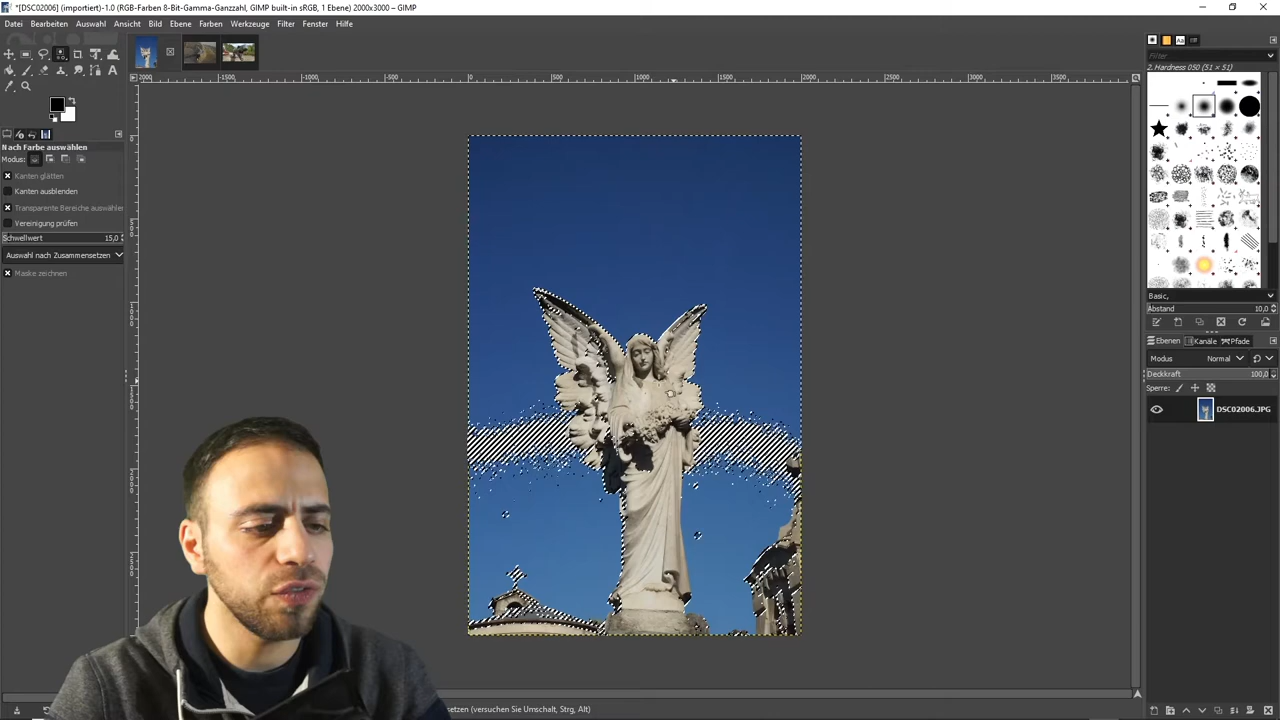 *[DSC02006] (importiert)-1.0 (RGB-Farben 8-Bit-Gamma-Ganzzahl, GIMP built-in sRGB, 1 Ebene) 2000x3000 – GIMP
Datei Bearbeiten Auswahl Ansicht Bild Ebene Farben Werkzeuge Filter Fenster Hilfe
Filter
2. Hardness 050 (51 × 51)
Nach Farbe auswählen
Modus:
Kanten glätten
Kanten ausblenden
Transparente Bereiche auswählen
Vereinigung prüfen
Schwellwert 15,0
Auswahl nach Zusammensetzen
Maske zeichnen
Basic,
Abstand 10,0
Ebenen Kanäle Pfade
Modus Normal
Deckkraft 100,0
Sperre:
DSC02006.JPG
setzen (versuchen Sie Umschalt, Strg, Alt)